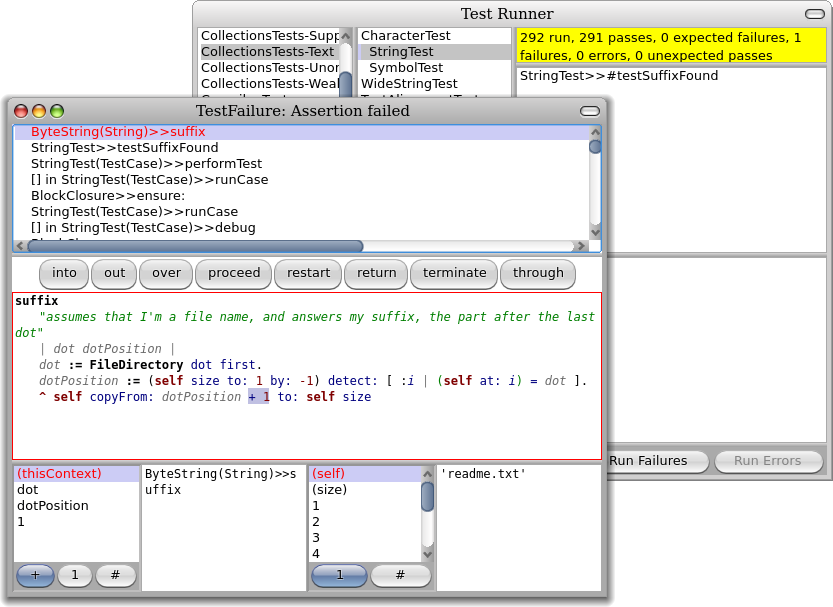 Test Runner
CollectionsTests-Supp
CollectionsTests-Text
CollectionsTests-Unor
CollectionsTests-Weal
CharacterTest
StringTest
SymbolTest
WideStringTest
292 run, 291 passes, 0 expected failures, 1
failures, 0 errors, 0 unexpected passes
StringTest>>#testSuffixFound
Run Failures
Run Errors
TestFailure: Assertion failed
ByteString(String)>>suffix
StringTest>>testSuffixFound
StringTest(TestCase)>>performTest
[] in StringTest(TestCase)>>runCase
BlockClosure>>ensure:
StringTest(TestCase)>>runCase
[] in StringTest(TestCase)>>debug
into out over proceed restart return terminate through
suffix
"assumes that I'm a file name, and answers my suffix, the part after the last
dot"
| dot dotPosition |
dot := FileDirectory dot first.
dotPosition := (self size to: 1 by: -1) detect: [ :i | (self at: i) = dot ].
^ self copyFrom: dotPosition + 1 to: self size
(thisContext)
dot
dotPosition
1
+ 1 #
ByteString(String)>>s
uffix
(self)
(size)
1
2
3
4
1 #
'readme.txt'